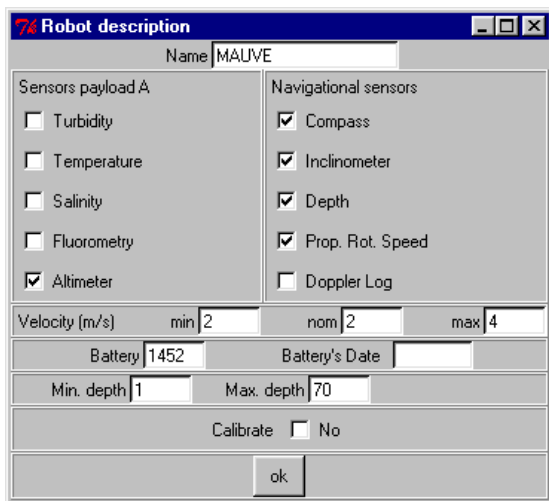 Robot description
Name MAUVE
Sensors payload A
Turbidity
Temperature
Salinity
Fluorometry
Altimeter
Navigational sensors
Compass
Inclinometer
Depth
Prop. Rot. Speed
Doppler Log
Velocity (m/s) min 2 nom 2 max 4
Battery 1452 Battery's Date
Min. depth 1 Max. depth 70
Calibrate No
ok